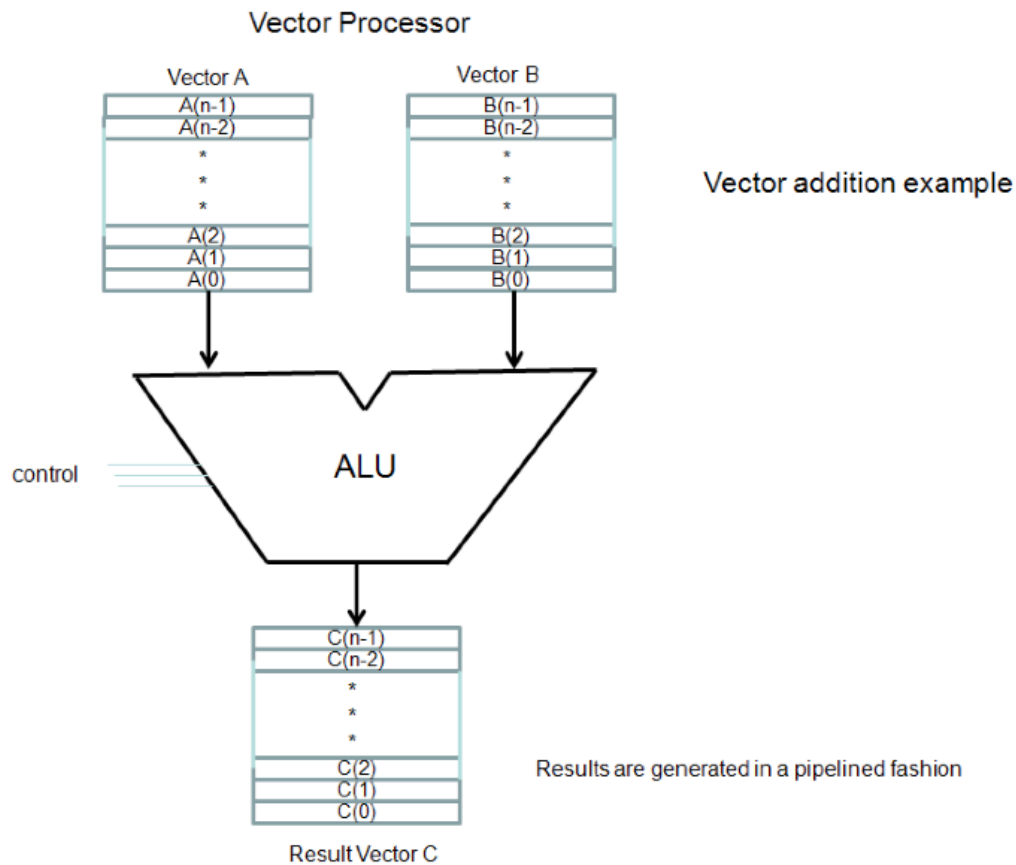 Vector Processor
Vector A
A(n-1)
A(n-2)
*
*
*
A(2)
A(1)
A(0)
Vector B
B(n-1)
B(n-2)
*
*
*
B(2)
B(1)
B(0)
Vector addition example
control
ALU
C(n-1)
C(n-2)
*
*
*
C(2)
C(1)
C(0)
Result Vector C
Results are generated in a pipelined fashion